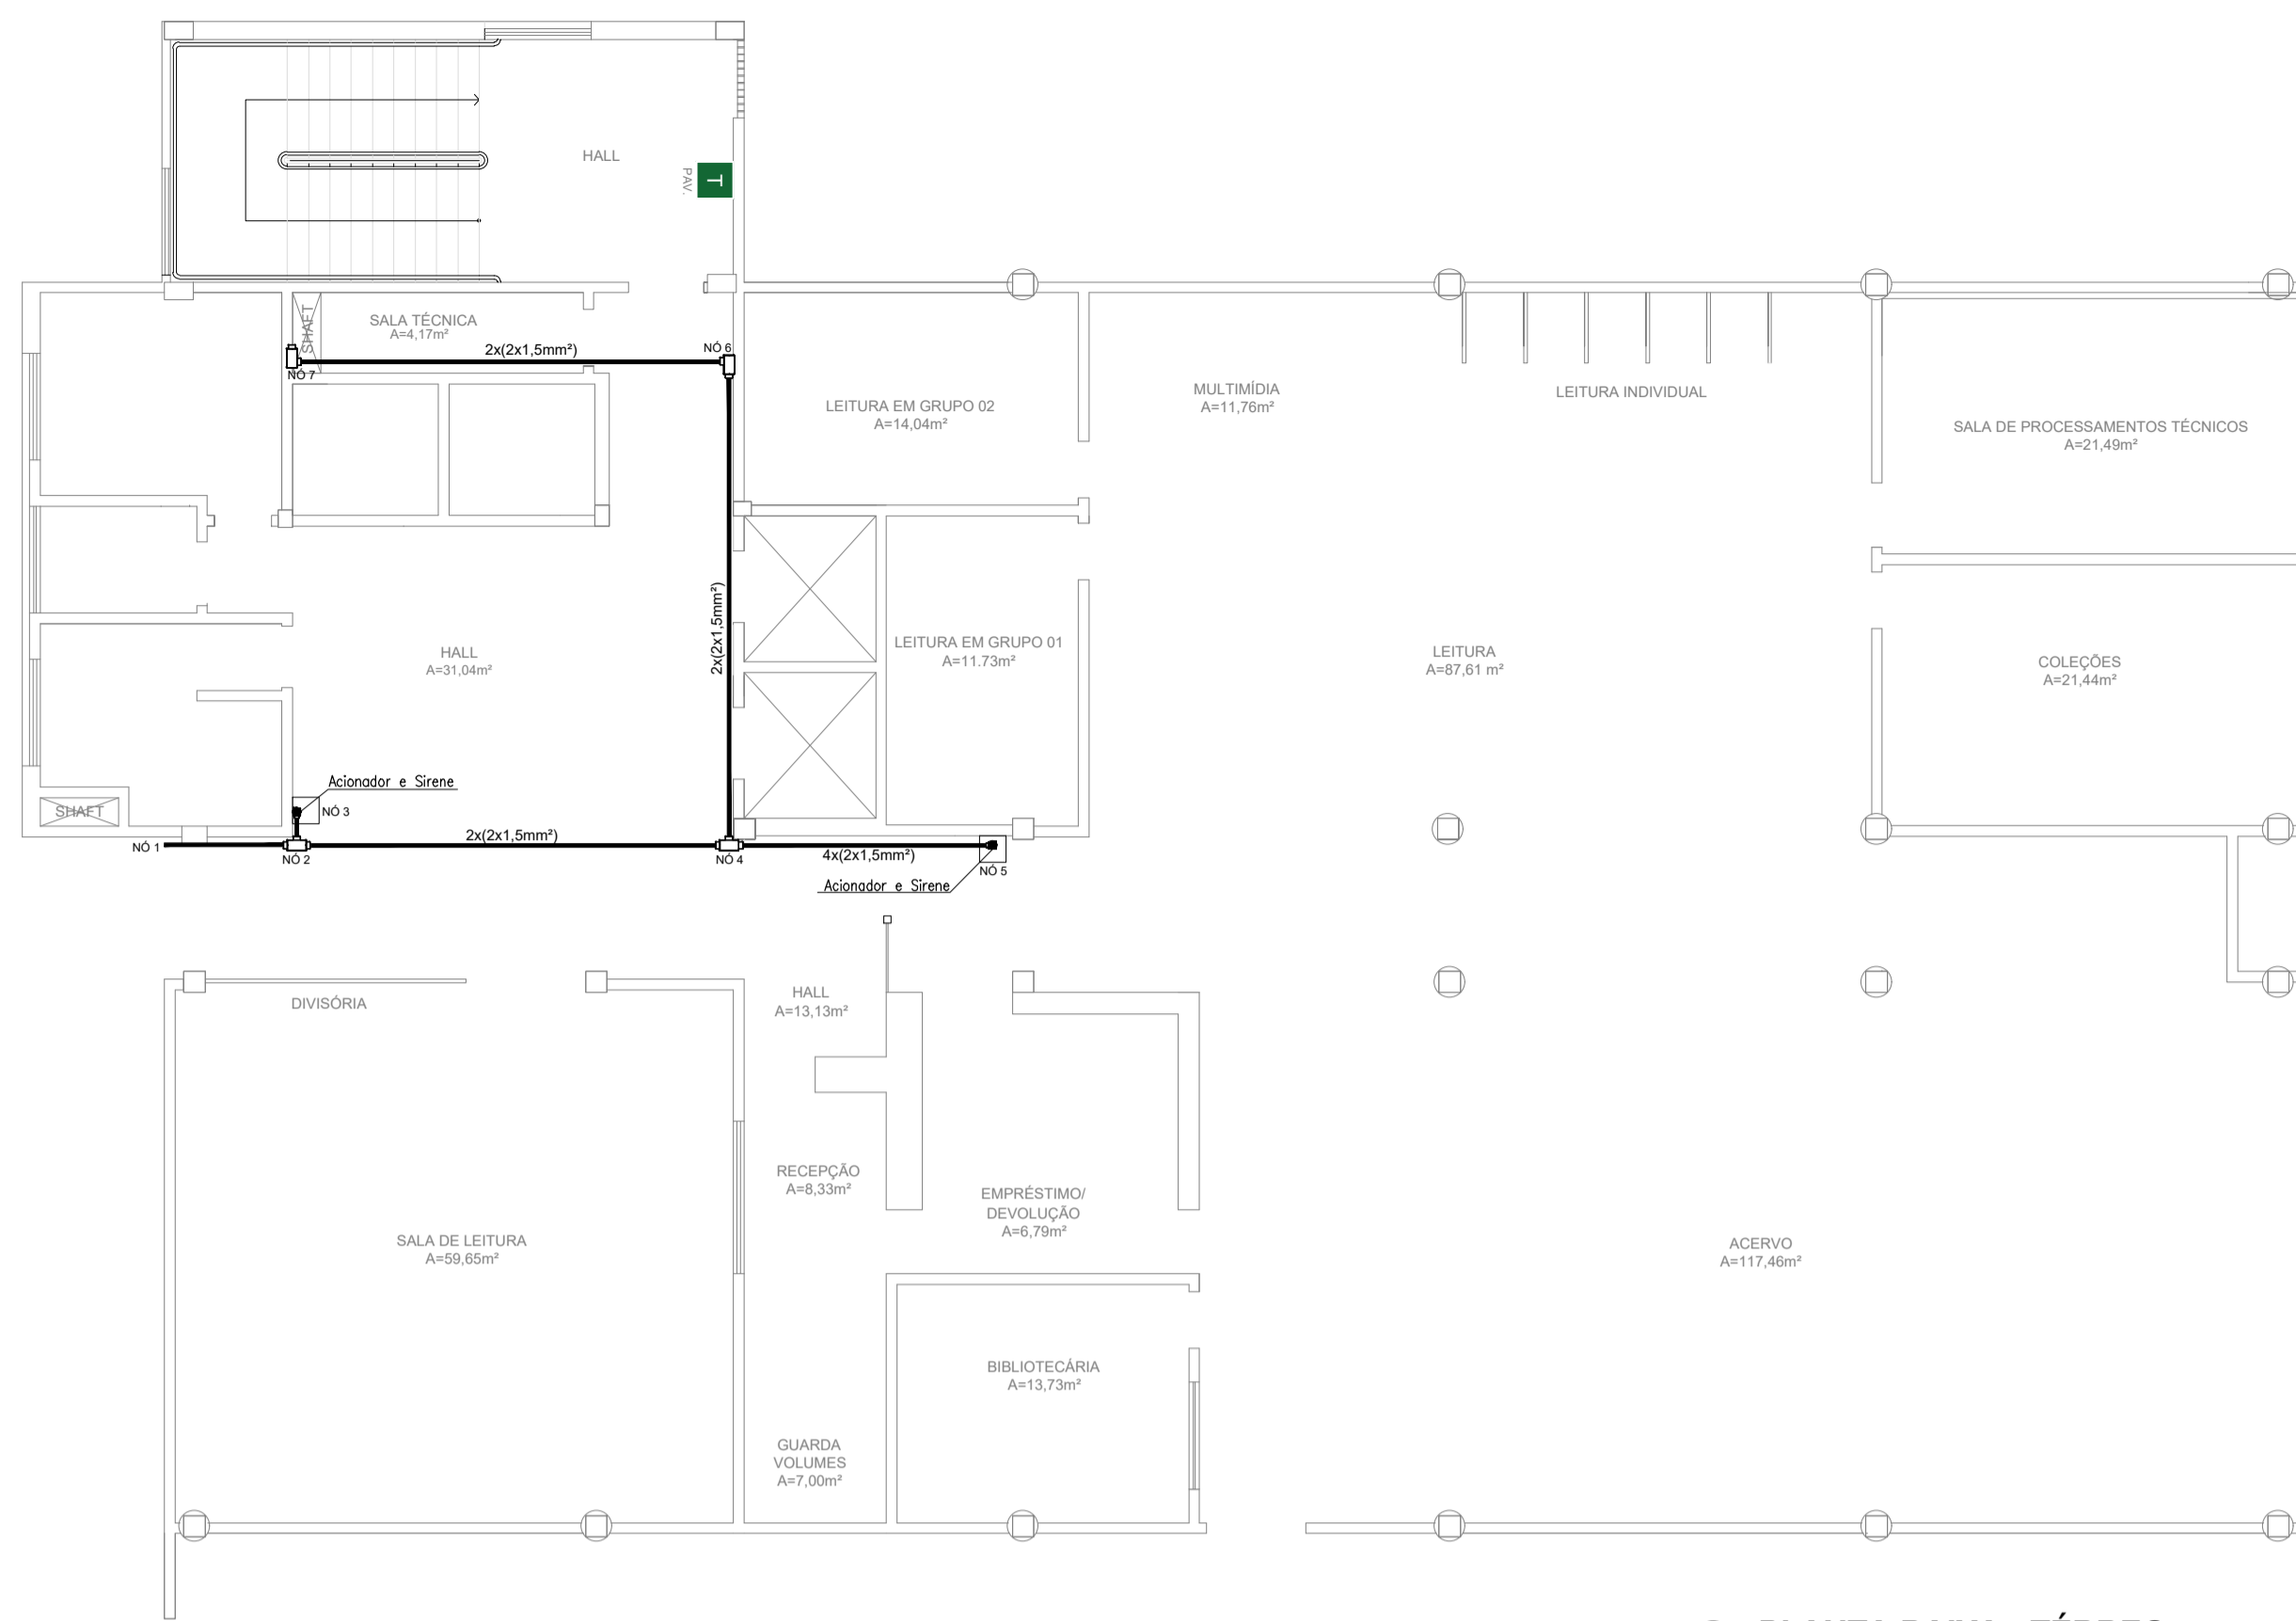 HALL
T
PAV.
SHAFT
SALA TÉCNICA
A=4,17m²
2x(2x1,5mm²)
NÓ 6
NÓ 7
LEITURA EM GRUPO 02
A=14,04m²
MULTIMÍDIA
A=11,76m²
LEITURA INDIVIDUAL
SALA DE PROCESSAMENTOS TÉCNICOS
A=21,49m²
2x(2x1,5mm²)
HALL
A=31,04m²
LEITURA EM GRUPO 01
A=11.73m²
LEITURA
A=87,61 m²
COLEÇÕES
A=21,44m²
SHAFT
Acionador e Sirene
NÓ 3
NÓ 1
NÓ 2
2x(2x1,5mm²)
NÓ 4
4x(2x1,5mm²)
NÓ 5
Acionador e Sirene
DIVISÓRIA
HALL
A=13,13m²
RECEPÇÃO
A=8,33m²
EMPRÉSTIMO/
DEVOLUÇÃO
A=6,79m²
SALA DE LEITURA
A=59,65m²
ACERVO
A=117,46m²
BIBLIOTECÁRIA
A=13,73m²
GUARDA
VOLUMES
A=7,00m²